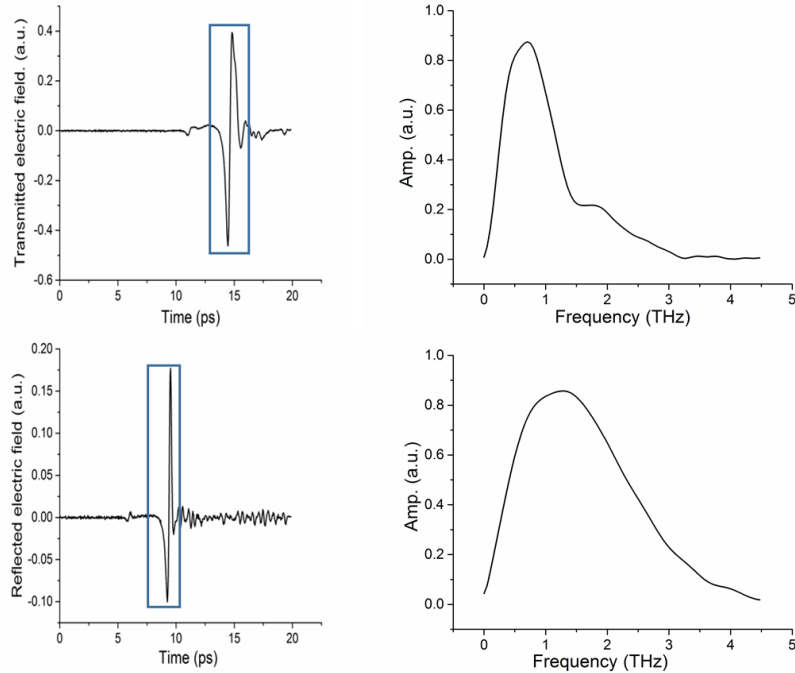 Transmitted electric field. (a.u.)
0.4
0.2
0.0
-0.2
-0.4
-0.6
0 5 10 15 20
Time (ps)
Amp. (a.u.)
1.0
0.8
0.6
0.4
0.2
0.0
0 1 2 3 4 5
Frequency (THz)
Reflected electric field (a.u.)
0.20
0.15
0.10
0.05
0.00
-0.05
-0.10
0 5 10 15 20
Time (ps)
Amp. (a.u.)
1.0
0.8
0.6
0.4
0.2
0.0
0 1 2 3 4 5
Frequency (THz)